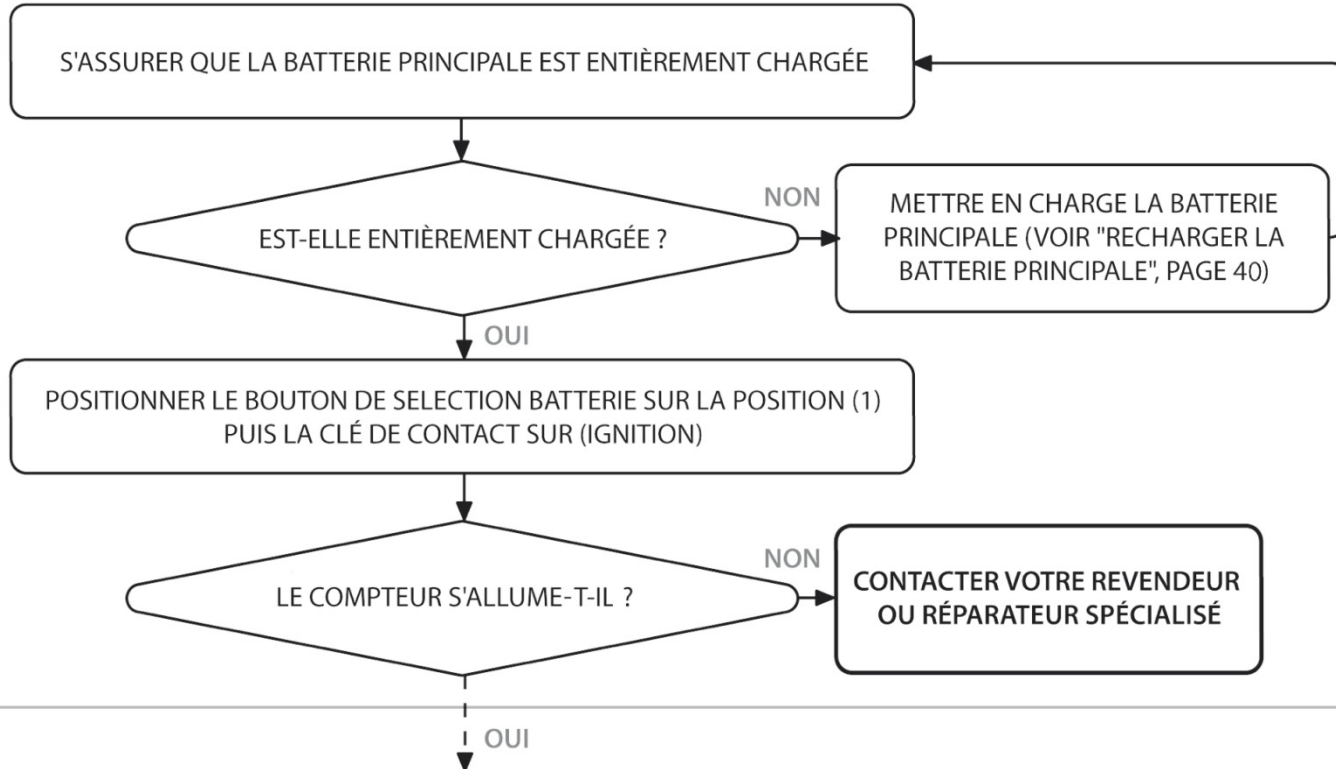 S'ASSURER QUE LA BATTERIE PRINCIPALE EST ENTIÈREMENT CHARGÉE
EST-ELLE ENTIÈREMENT CHARGÉE ?
NON
METTRE EN CHARGE LA BATTERIE
PRINCIPALE (VOIR "RECHARGER LA
BATTERIE PRINCIPALE", PAGE 40)
OUI
POSITIONNER LE BOUTON DE SELECTION BATTERIE SUR LA POSITION (1)
PUIS LA CLÉ DE CONTACT SUR (IGNITION)
LE COMPTEUR S'ALLUME-T-IL ?
NON
CONTACTER VOTRE REVENDEUR
OU RÉPARATEUR SPÉCIALISÉ
OUI